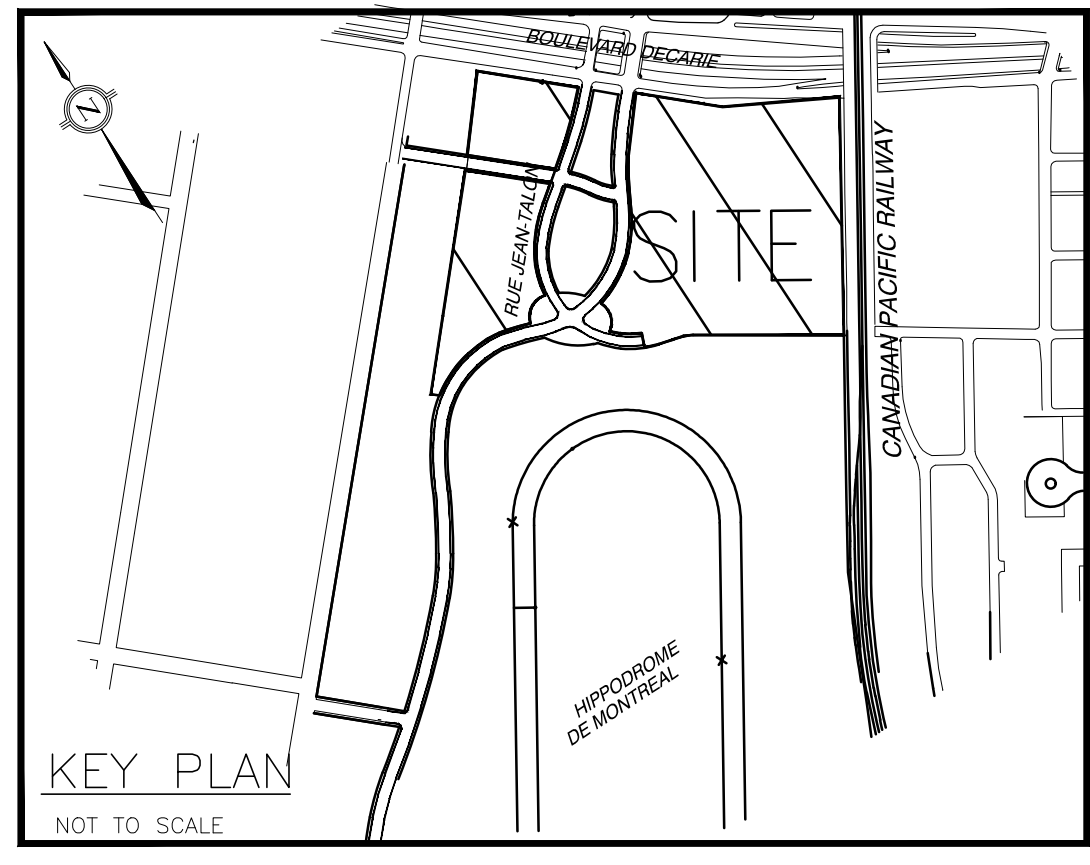 BOULEVARD DECARIE
N
RUE JEAN-TALON
SITE
CANADIAN PACIFIC RAILWAY
HIPPODROME
DE MONTREAL
KEY PLAN
NOT TO SCALE